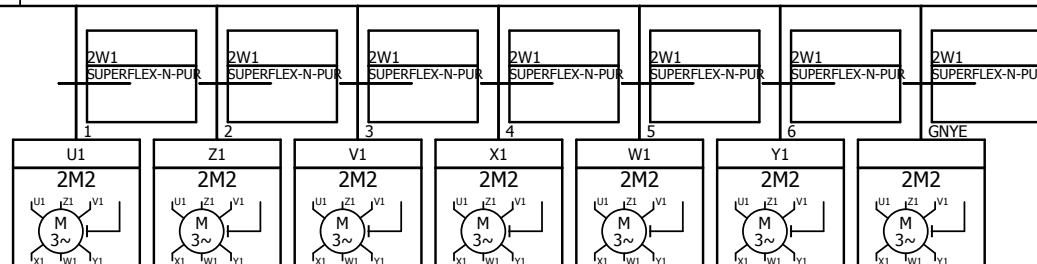 2W1 2W1 2W1 2W1 2W1 2W1 2W1
SUPERFLEX-N-PUR SUPERFLEX-N-PUR SUPERFLEX-N-PUR SUPERFLEX-N-PUR SUPERFLEX-N-PUR SUPERFLEX-N-PUR SUPERFLEX-N-PU
1 2 3 4 5 6 GNYE
U1 Z1 V1 X1 W1 Y1
2M2 2M2 2M2 2M2 2M2 2M2 2M2
U1 Z1 V1 U1 Z1 V1 U1 Z1 V1 U1 Z1 V1 U1 Z1 V1 U1 Z1 V1 U1 Z1 V1
M M M M M M M
3~ 3~ 3~ 3~ 3~ 3~ 3~
X1 W1 Y1 X1 W1 Y1 X1 W1 Y1 X1 W1 Y1 X1 W1 Y1 X1 W1 Y1 X1 W1 Y1